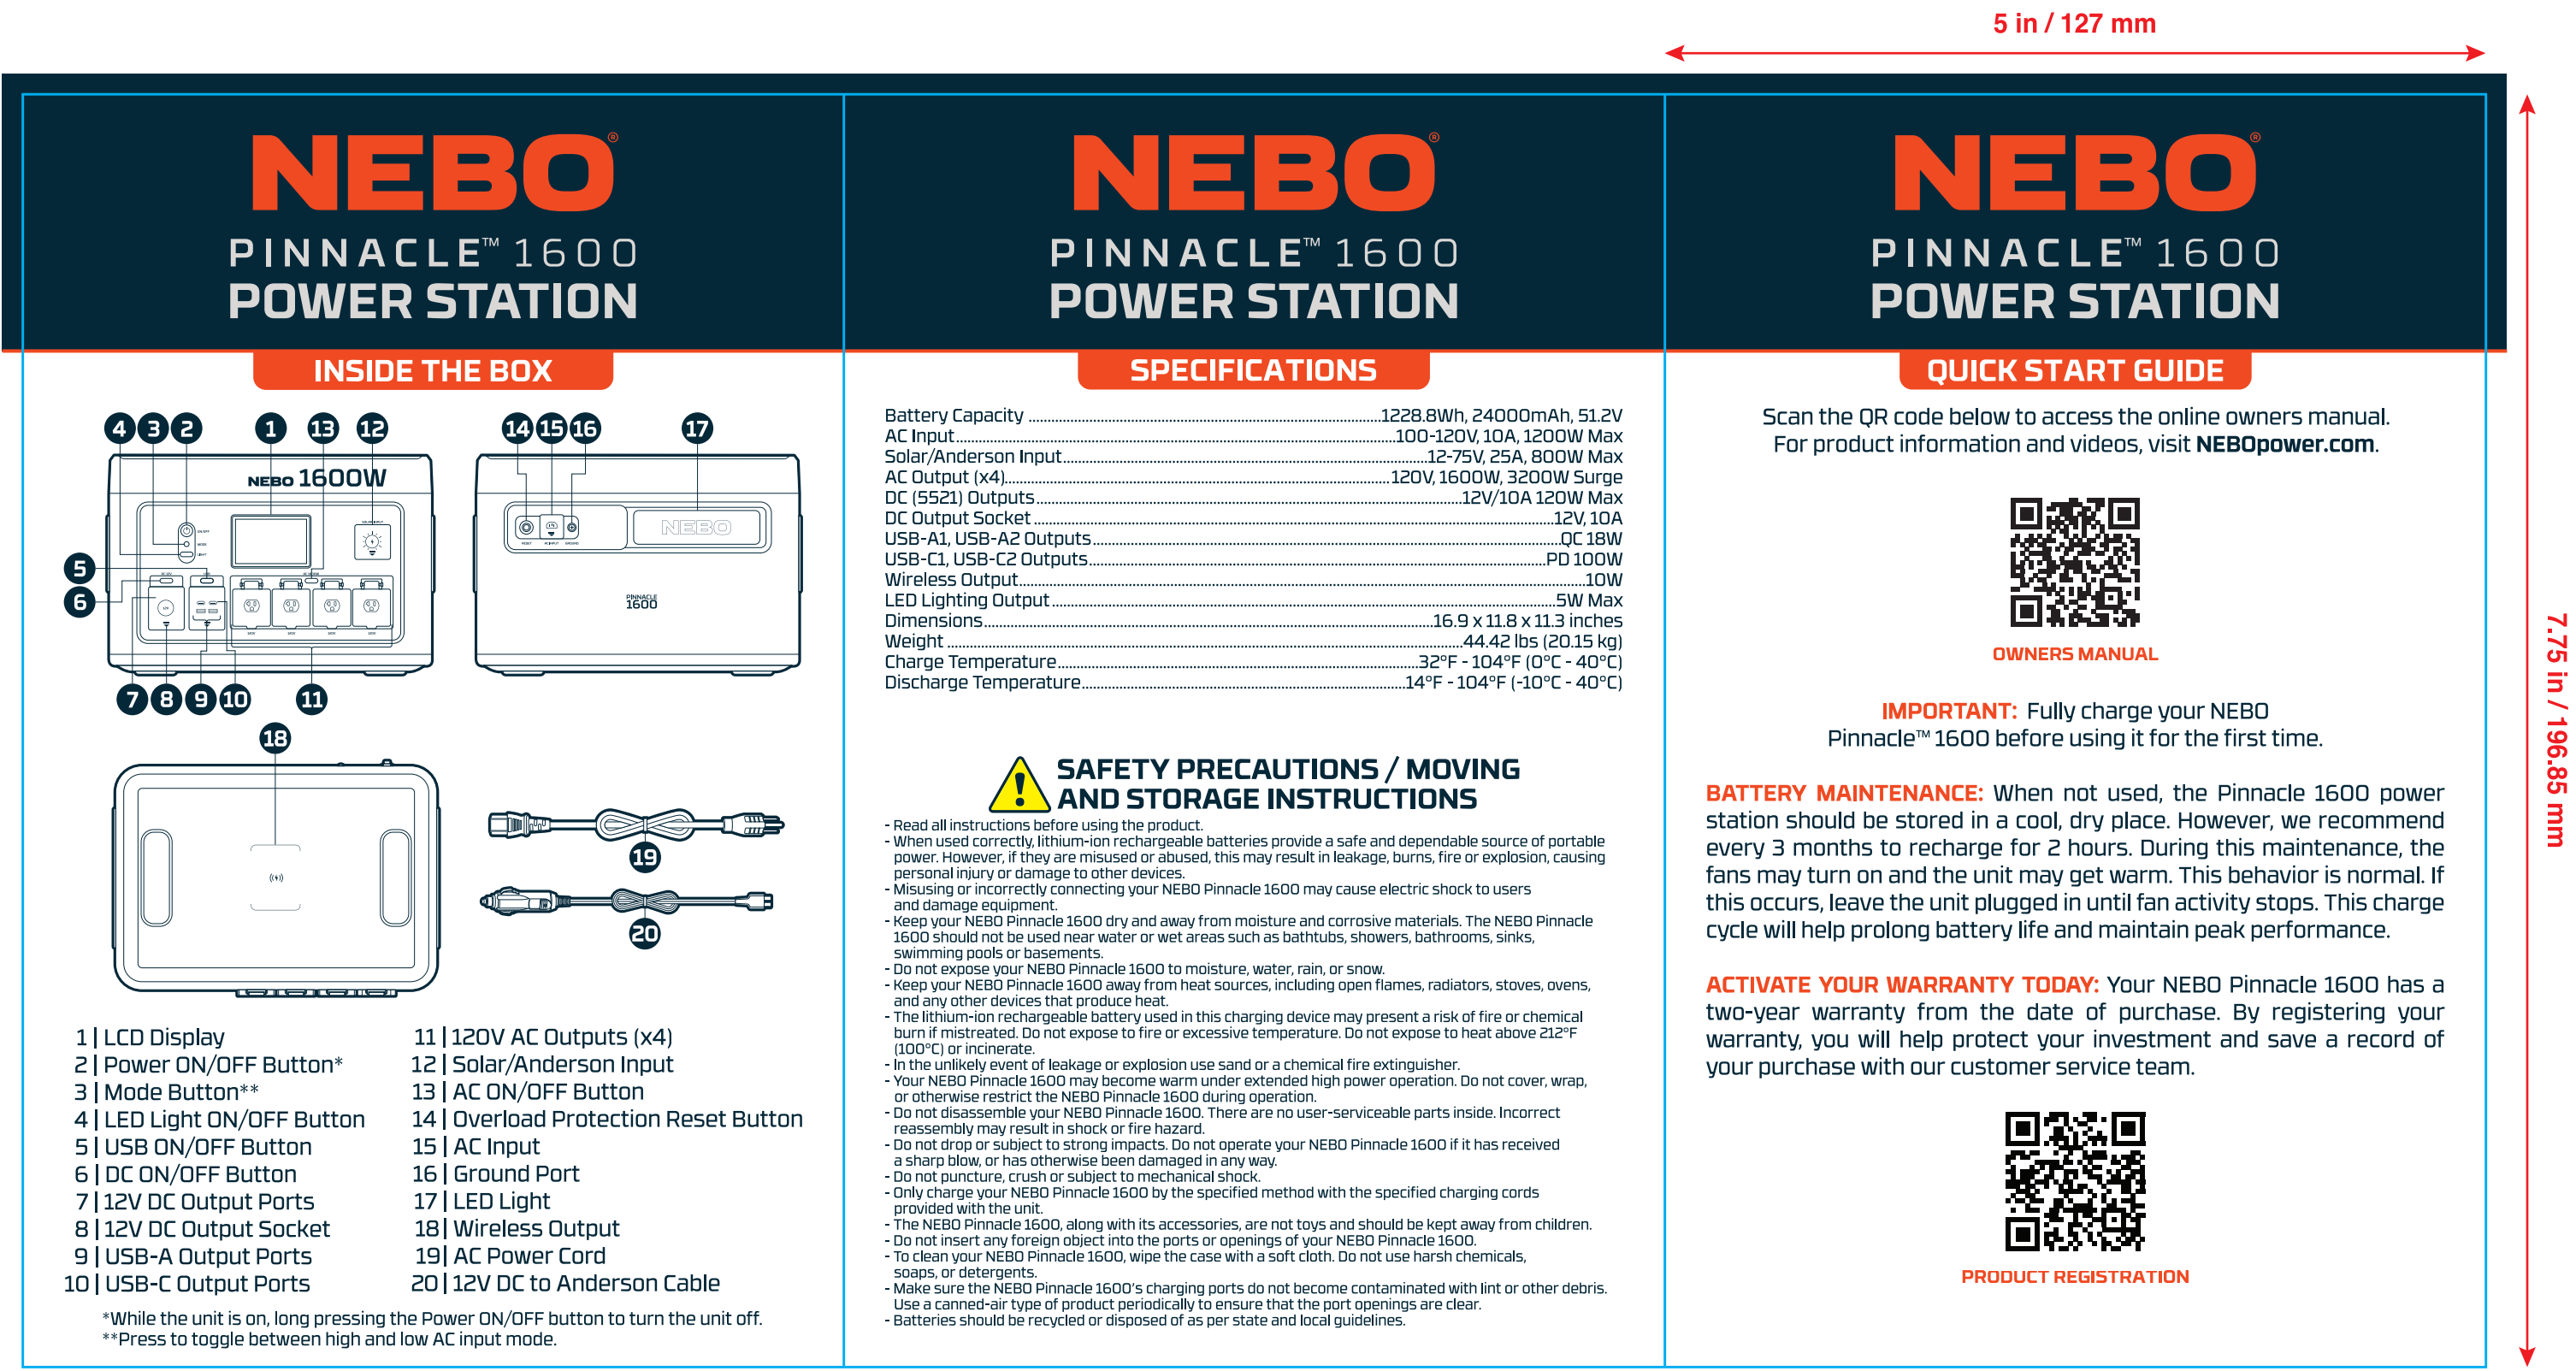 5 in / 127 mm
7.75 in / 196.85 mm
NEBO®
PINNACLE™ 1600
POWER STATION
INSIDE THE BOX
4 3 2 1 13 12
NEBO 1600W
ON/OFF
MODE
LIGHT
SOLAR INPUT
5
6
7 8 9 10 11
14 15 16 17
RESET AC INPUT GROUND
NEBO
PINNACLE
1600
18
19
20
1 | LCD Display
2 | Power ON/OFF Button*
3 | Mode Button**
4 | LED Light ON/OFF Button
5 | USB ON/OFF Button
6 | DC ON/OFF Button
7 | 12V DC Output Ports
8 | 12V DC Output Socket
9 | USB-A Output Ports
10 | USB-C Output Ports
11 | 120V AC Outputs (x4)
12 | Solar/Anderson Input
13 | AC ON/OFF Button
14 | Overload Protection Reset Button
15 | AC Input
16 | Ground Port
17 | LED Light
18 | Wireless Output
19 | AC Power Cord
20 | 12V DC to Anderson Cable
*While the unit is on, long pressing the Power ON/OFF button to turn the unit off.
**Press to toggle between high and low AC input mode.
NEBO®
PINNACLE™ 1600
POWER STATION
SPECIFICATIONS
Battery Capacity ........ 1228.8Wh, 24000mAh, 51.2V
AC Input ........ 100-120V, 10A, 1200W Max
Solar/Anderson Input ........ 12-75V, 25A, 800W Max
AC Output (x4) ........ 120V, 1600W, 3200W Surge
DC (5521) Outputs ........ 12V/10A 120W Max
DC Output Socket ........ 12V, 10A
USB-A1, USB-A2 Outputs ........ QC 18W
USB-C1, USB-C2 Outputs ........ PD 100W
Wireless Output ........ 10W
LED Lighting Output ........ 5W Max
Dimensions ........ 16.9 x 11.8 x 11.3 inches
Weight ........ 44.42 lbs (20.15 kg)
Charge Temperature ........ 32°F - 104°F (0°C - 40°C)
Discharge Temperature ........ 14°F - 104°F (-10°C - 40°C)
SAFETY PRECAUTIONS / MOVING
AND STORAGE INSTRUCTIONS
- Read all instructions before using the product.
- When used correctly, lithium-ion rechargeable batteries provide a safe and dependable source of portable
power. However, if they are misused or abused, this may result in leakage, burns, fire or explosion, causing
personal injury or damage to other devices.
- Misusing or incorrectly connecting your NEBO Pinnacle 1600 may cause electric shock to users
and damage equipment.
- Keep your NEBO Pinnacle 1600 dry and away from moisture and corrosive materials. The NEBO Pinnacle
1600 should not be used near water or wet areas such as bathtubs, showers, bathrooms, sinks,
swimming pools or basements.
- Do not expose your NEBO Pinnacle 1600 to moisture, water, rain, or snow.
- Keep your NEBO Pinnacle 1600 away from heat sources, including open flames, radiators, stoves, ovens,
and any other devices that produce heat.
- The lithium-ion rechargeable battery used in this charging device may present a risk of fire or chemical
burn if mistreated. Do not expose to fire or excessive temperature. Do not expose to heat above 212°F
(100°C) or incinerate.
- In the unlikely event of leakage or explosion use sand or a chemical fire extinguisher.
- Your NEBO Pinnacle 1600 may become warm under extended high power operation. Do not cover, wrap,
or otherwise restrict the NEBO Pinnacle 1600 during operation.
- Do not disassemble your NEBO Pinnacle 1600. There are no user-serviceable parts inside. Incorrect
reassembly may result in shock or fire hazard.
- Do not drop or subject to strong impacts. Do not operate your NEBO Pinnacle 1600 if it has received
a sharp blow, or has otherwise been damaged in any way.
- Do not puncture, crush or subject to mechanical shock.
- Only charge your NEBO Pinnacle 1600 by the specified method with the specified charging cords
provided with the unit.
- The NEBO Pinnacle 1600, along with its accessories, are not toys and should be kept away from children.
- Do not insert any foreign object into the ports or openings of your NEBO Pinnacle 1600.
- To clean your NEBO Pinnacle 1600, wipe the case with a soft cloth. Do not use harsh chemicals,
soaps, or detergents.
- Make sure the NEBO Pinnacle 1600's charging ports do not become contaminated with lint or other debris.
Use a canned-air type of product periodically to ensure that the port openings are clear.
- Batteries should be recycled or disposed of as per state and local guidelines.
NEBO®
PINNACLE™ 1600
POWER STATION
QUICK START GUIDE
Scan the QR code below to access the online owners manual.
For product information and videos, visit NEBOpower.com.
OWNERS MANUAL
IMPORTANT: Fully charge your NEBO
Pinnacle™ 1600 before using it for the first time.
BATTERY MAINTENANCE: When not used, the Pinnacle 1600 power
station should be stored in a cool, dry place. However, we recommend
every 3 months to recharge for 2 hours. During this maintenance, the
fans may turn on and the unit may get warm. This behavior is normal. If
this occurs, leave the unit plugged in until fan activity stops. This charge
cycle will help prolong battery life and maintain peak performance.
ACTIVATE YOUR WARRANTY TODAY: Your NEBO Pinnacle 1600 has a
two-year warranty from the date of purchase. By registering your
warranty, you will help protect your investment and save a record of
your purchase with our customer service team.
PRODUCT REGISTRATION